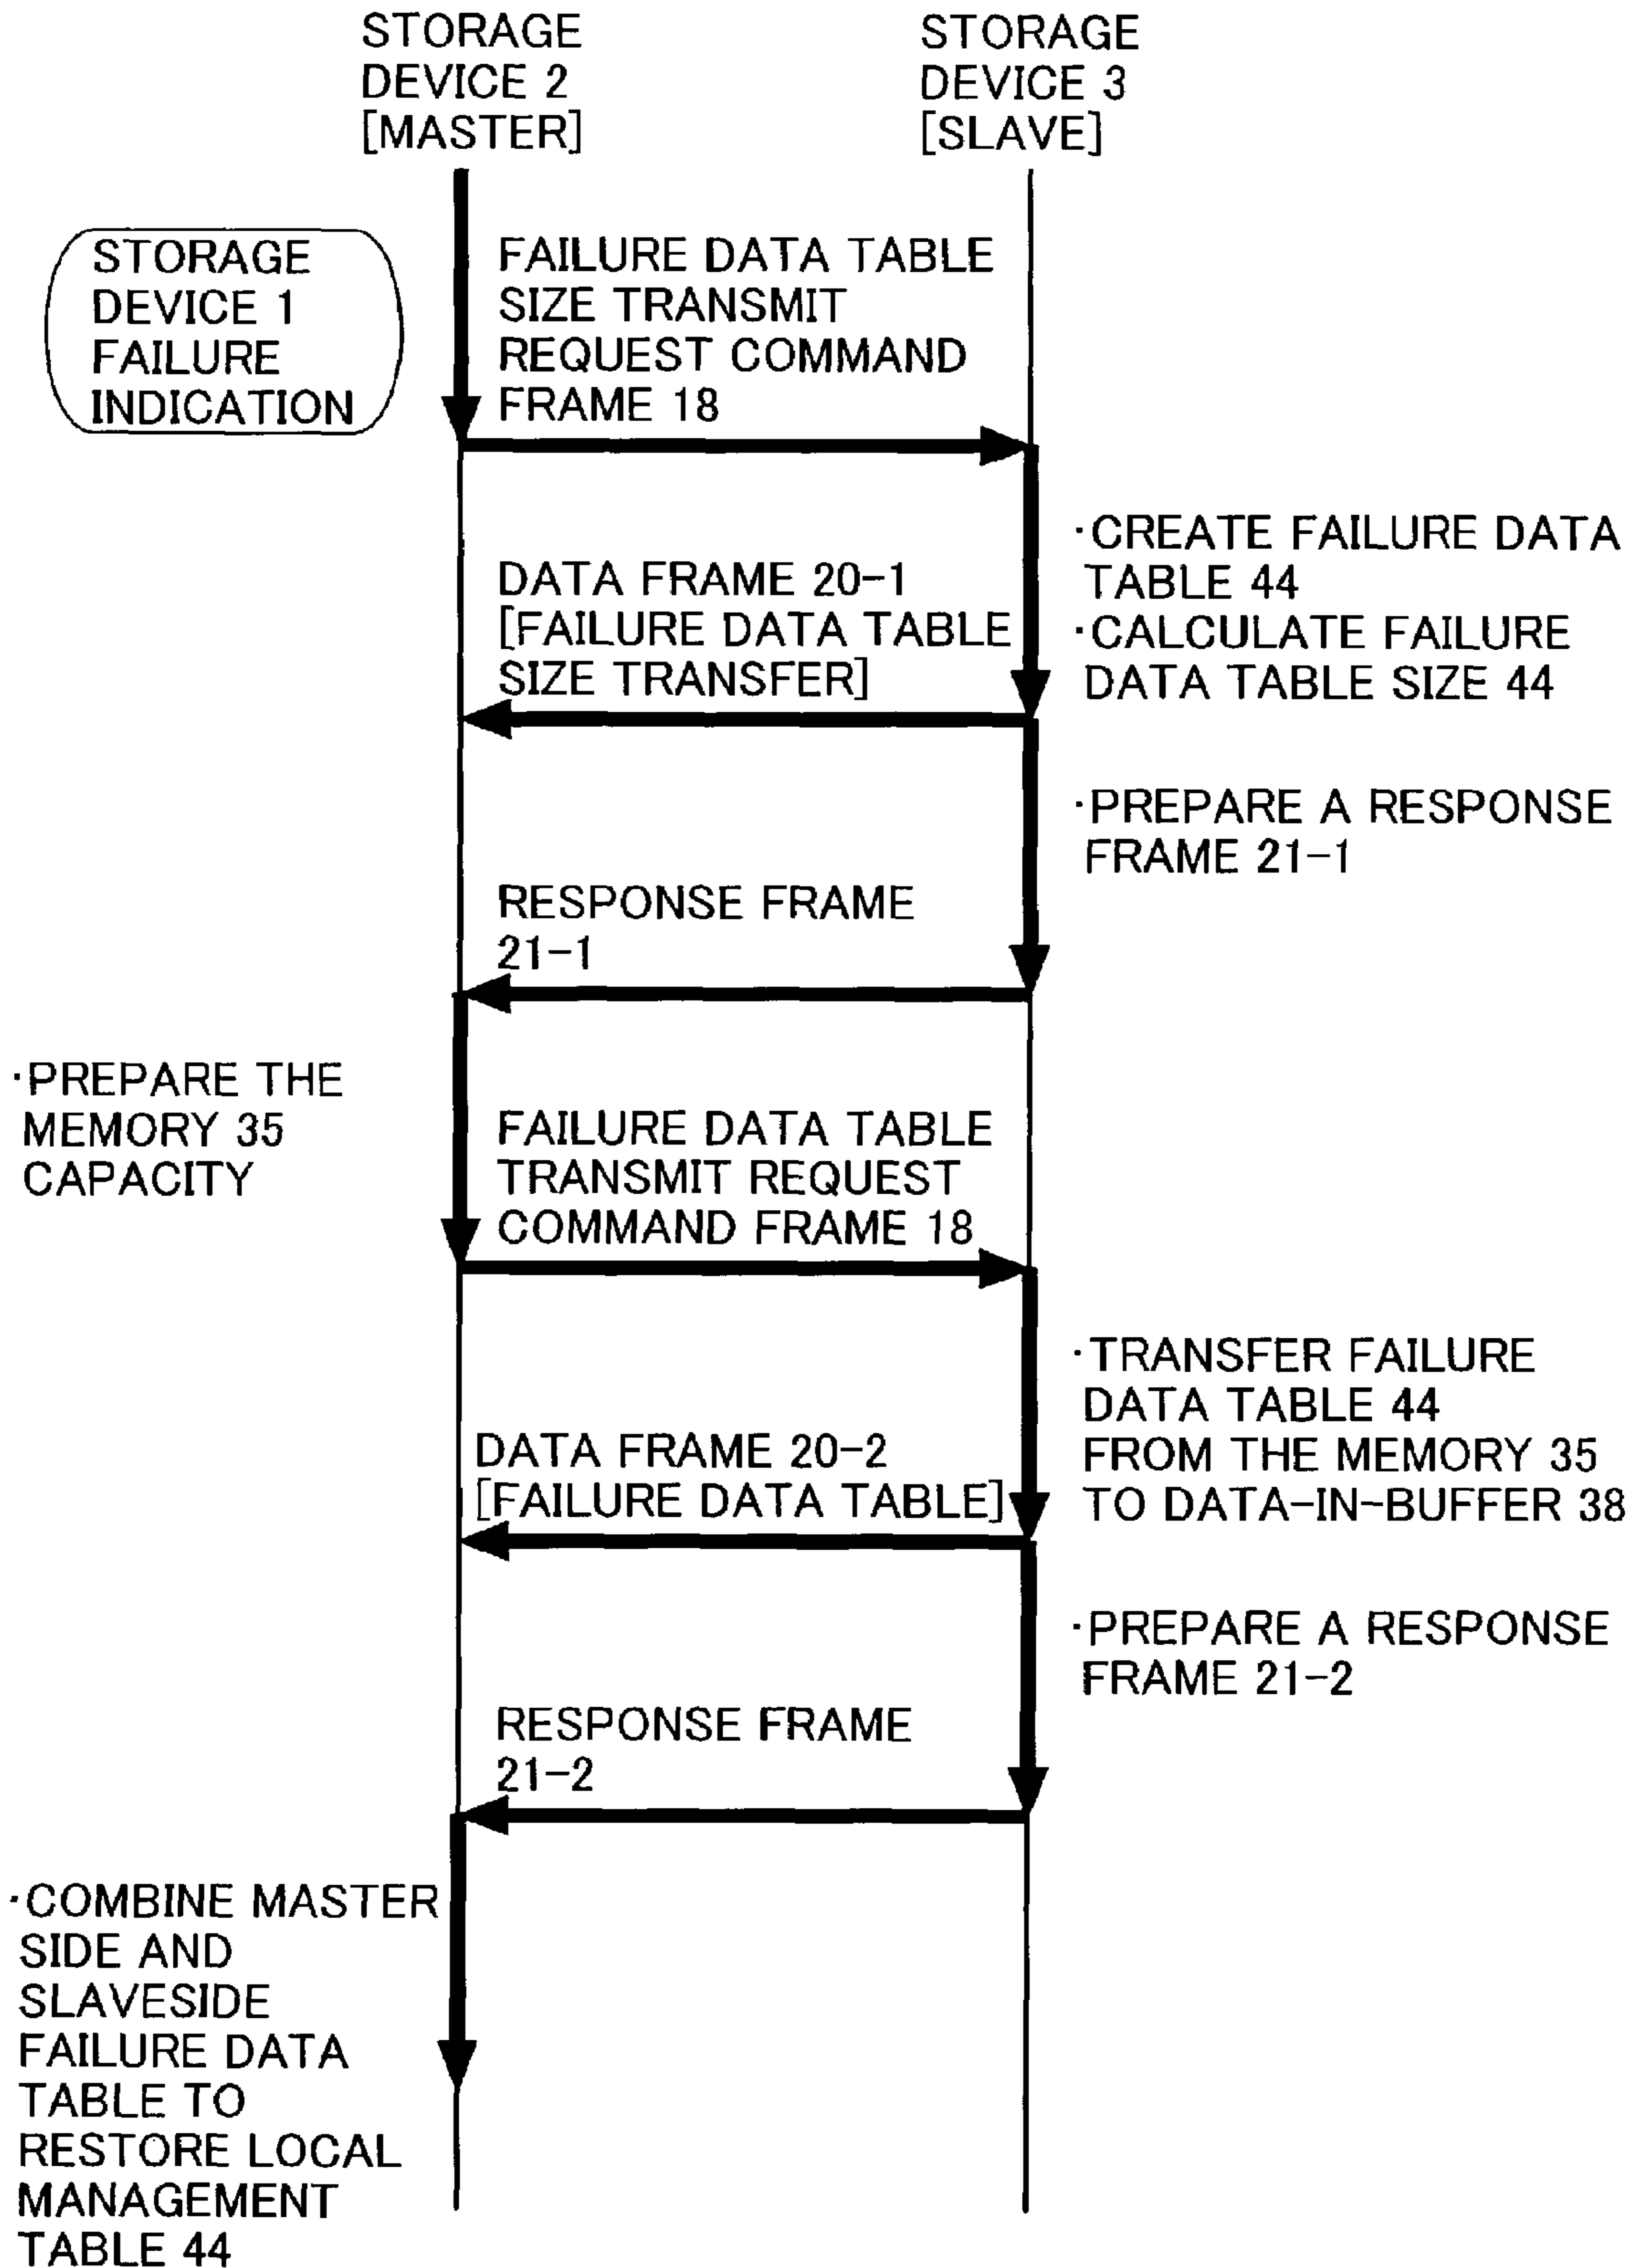 STORAGE
DEVICE 2
[MASTER]
STORAGE
DEVICE 3
[SLAVE]
STORAGE
DEVICE 1
FAILURE
INDICATION
FAILURE DATA TABLE
SIZE TRANSMIT
REQUEST COMMAND
FRAME 18
·CREATE FAILURE DATA
TABLE 44
·CALCULATE FAILURE
DATA TABLE SIZE 44
DATA FRAME 20-1
[FAILURE DATA TABLE
SIZE TRANSFER]
·PREPARE A RESPONSE
FRAME 21-1
RESPONSE FRAME
21-1
·PREPARE THE
MEMORY 35
CAPACITY
FAILURE DATA TABLE
TRANSMIT REQUEST
COMMAND FRAME 18
·TRANSFER FAILURE
DATA TABLE 44
FROM THE MEMORY 35
TO DATA-IN-BUFFER 38
DATA FRAME 20-2
[FAILURE DATA TABLE]
·PREPARE A RESPONSE
FRAME 21-2
RESPONSE FRAME
21-2
·COMBINE MASTER
SIDE AND
SLAVESIDE
FAILURE DATA
TABLE TO
RESTORE LOCAL
MANAGEMENT
TABLE 44